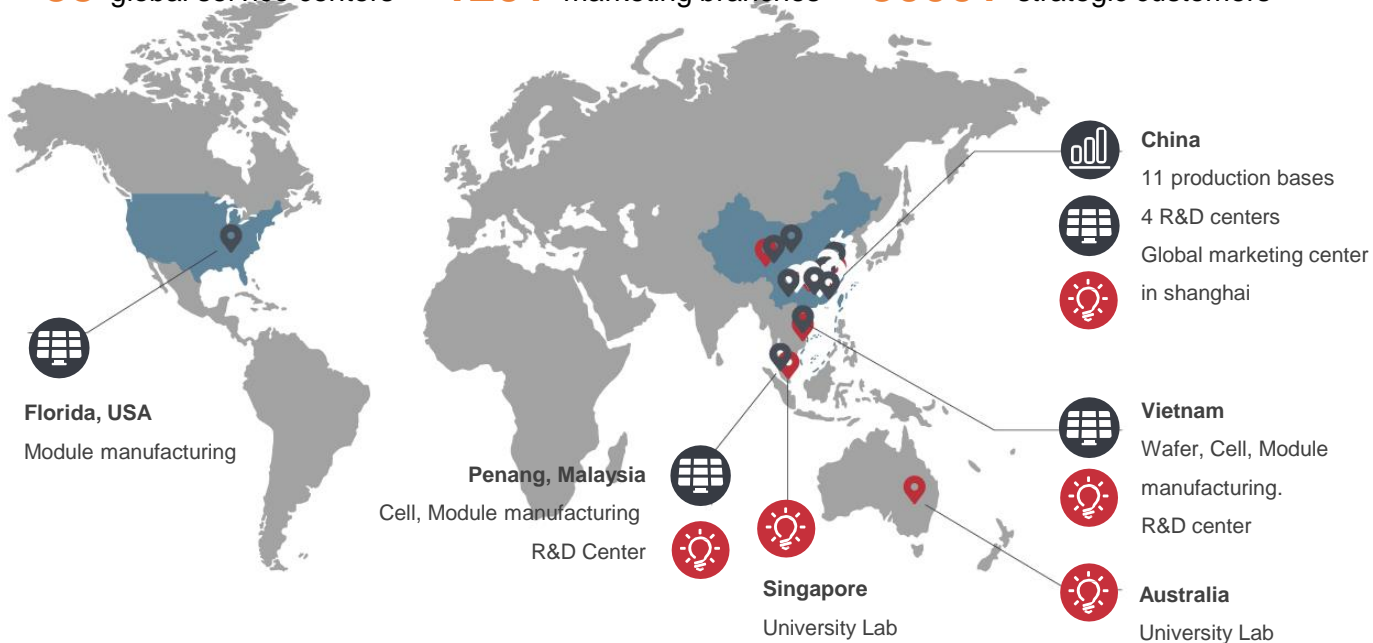 global service centers
marketing branches
strategic customers
China
11 production bases
4 R&D centers
Global marketing center
in shanghai
Florida, USA
Module manufacturing
Penang, Malaysia
Cell, Module manufacturing
R&D Center
Singapore
University Lab
Vietnam
Wafer, Cell, Module
manufacturing.
R&D center
Australia
University Lab